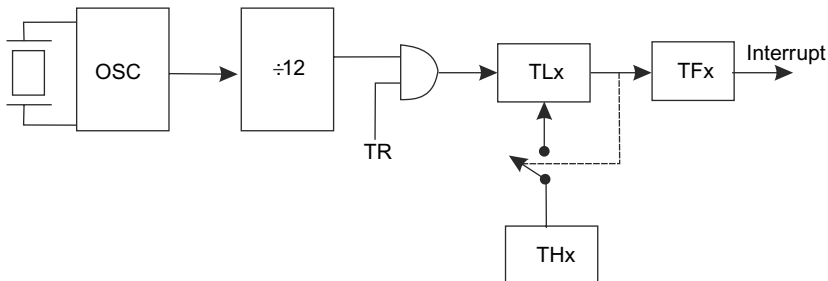 OSC
÷12
TR
TLx
TFx
Interrupt
THx